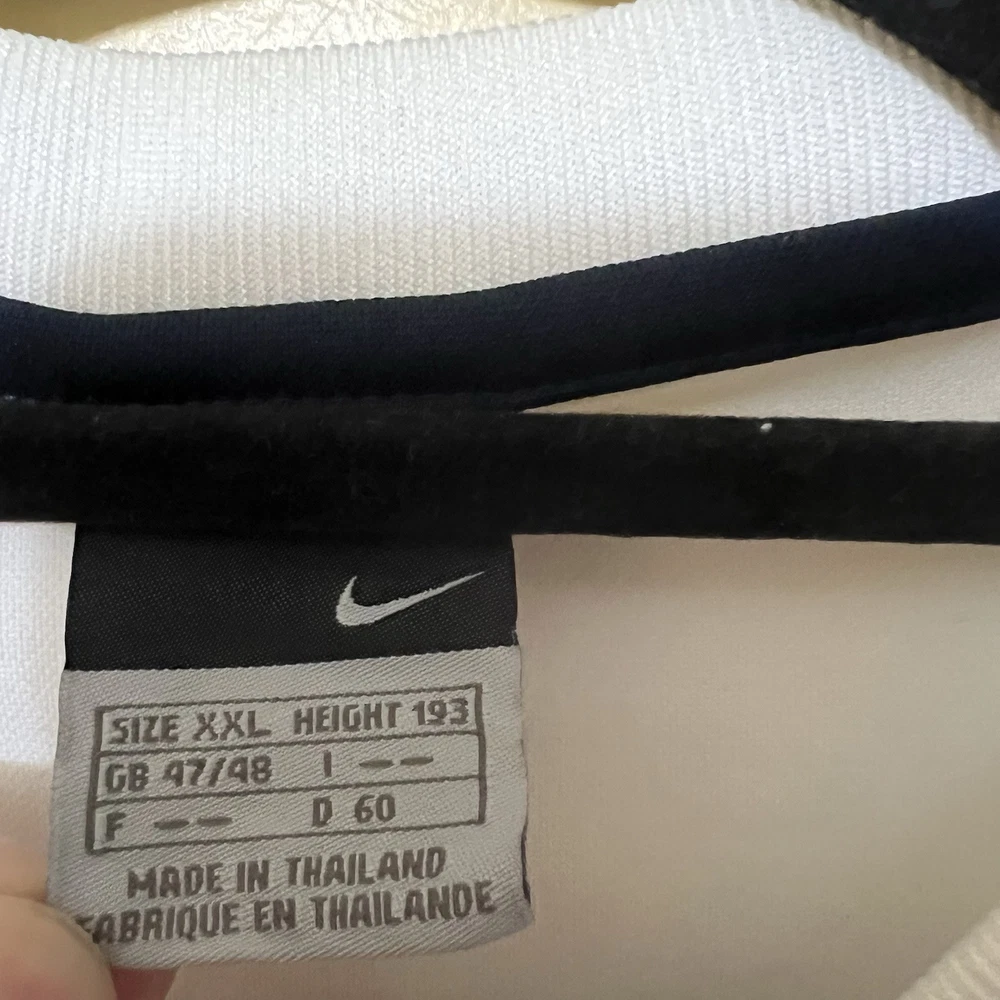 SIZE XXL HEIGHT 193
GB 47/48 I --
F -- D 60
MADE IN THAILAND
FABRIQUE EN THAILANDE